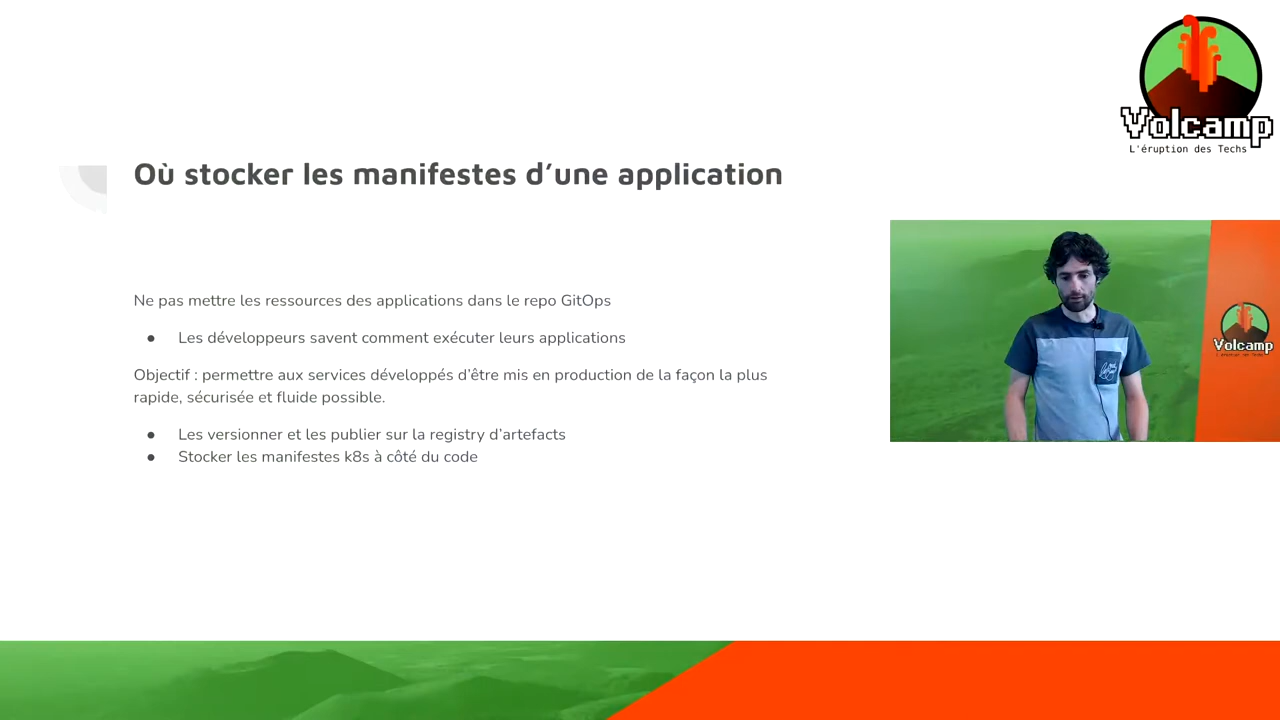 Volcamp
L'éruption des Techs
Où stocker les manifestes d’une application
Ne pas mettre les ressources des applications dans le repo GitOps
● Les développeurs savent comment exécuter leurs applications
Objectif : permettre aux services développés d’être mis en production de la façon la plus
rapide, sécurisée et fluide possible.
● Les versionner et les publier sur la registry d’artefacts
● Stocker les manifestes k8s à côté du code
Volcamp